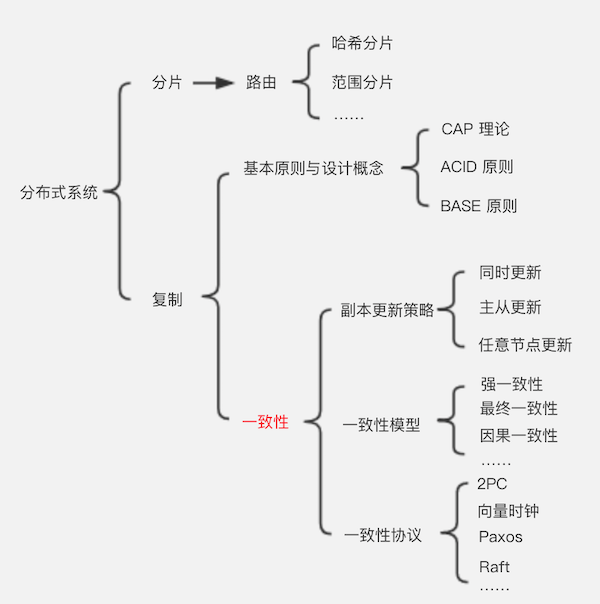 哈希分片
分片
路由
范围分片
……
CAP 理论
基本原则与设计概念
ACID 原则
分布式系统
BASE 原则
同时更新
复制
副本更新策略
主从更新
任意节点更新
强一致性
最终一致性
一致性
一致性模型
因果一致性
……
2PC
向量时钟
一致性协议
Paxos
Raft
……